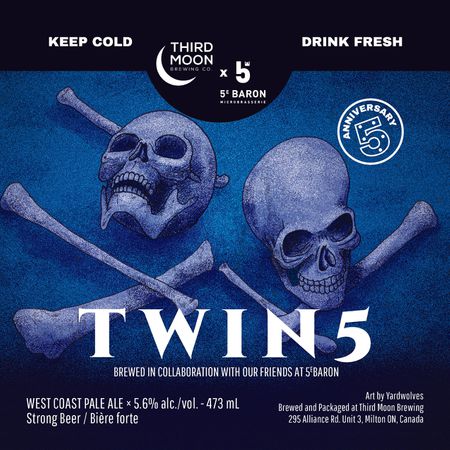 KEEP COLD
THIRD
MOON
BREWING CO.
x
5
5e BARON
MICROBRASSERIE
DRINK FRESH
ANNIVERSARY
5
TWIN5
BREWED IN COLLABORATION WITH OUR FRIENDS AT 5eBARON
WEST COAST PALE ALE × 5.6% alc./vol. - 473 mL
Strong Beer / Bière forte
Art by Yardwolves
Brewed and Packaged at Third Moon Brewing
295 Alliance Rd. Unit 3, Milton ON, Canada